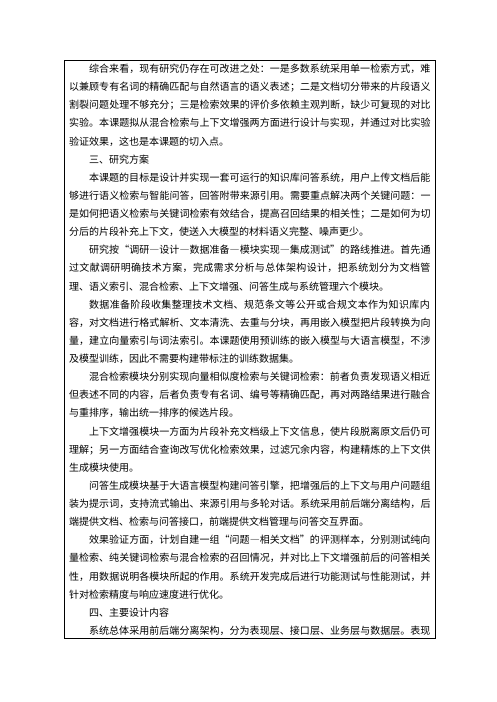 综合来看，现有研究仍存在可改进之处：一是多数系统采用单一检索方式，难
以兼顾专有名词的精确匹配与自然语言的语义表述；二是文档切分带来的片段语义
割裂问题处理不够充分；三是检索效果的评价多依赖主观判断，缺少可复现的对比
实验。本课题拟从混合检索与上下文增强两方面进行设计与实现，并通过对比实验
验证效果，这也是本课题的切入点。
三、研究方案
本课题的目标是设计并实现一套可运行的知识库问答系统，用户上传文档后能
够进行语义检索与智能问答，回答附带来源引用。需要重点解决两个关键问题：一
是如何把语义检索与关键词检索有效结合，提高召回结果的相关性；二是如何为切
分后的片段补充上下文，使送入大模型的材料语义完整、噪声更少。
研究按“调研—设计—数据准备—模块实现—集成测试”的路线推进。首先通
过文献调研明确技术方案，完成需求分析与总体架构设计，把系统划分为文档管
理、语义索引、混合检索、上下文增强、问答生成与系统管理六个模块。
数据准备阶段收集整理技术文档、规范条文等公开或合规文本作为知识库内
容，对文档进行格式解析、文本清洗、去重与分块，再用嵌入模型把片段转换为向
量，建立向量索引与词法索引。本课题使用预训练的嵌入模型与大语言模型，不涉
及模型训练，因此不需要构建带标注的训练数据集。
混合检索模块分别实现向量相似度检索与关键词检索：前者负责发现语义相近
但表述不同的内容，后者负责专有名词、编号等精确匹配，再对两路结果进行融合
与重排序，输出统一排序的候选片段。
上下文增强模块一方面为片段补充文档级上下文信息，使片段脱离原文后仍可
理解；另一方面结合查询改写优化检索效果，过滤冗余内容，构建精炼的上下文供
生成模块使用。
问答生成模块基于大语言模型构建问答引擎，把增强后的上下文与用户问题组
装为提示词，支持流式输出、来源引用与多轮对话。系统采用前后端分离结构，后
端提供文档、检索与问答接口，前端提供文档管理与问答交互界面。
效果验证方面，计划自建一组“问题—相关文档”的评测样本，分别测试纯向
量检索、纯关键词检索与混合检索的召回情况，并对比上下文增强前后的问答相关
性，用数据说明各模块所起的作用。系统开发完成后进行功能测试与性能测试，并
针对检索精度与响应速度进行优化。
四、主要设计内容
系统总体采用前后端分离架构，分为表现层、接口层、业务层与数据层。表现